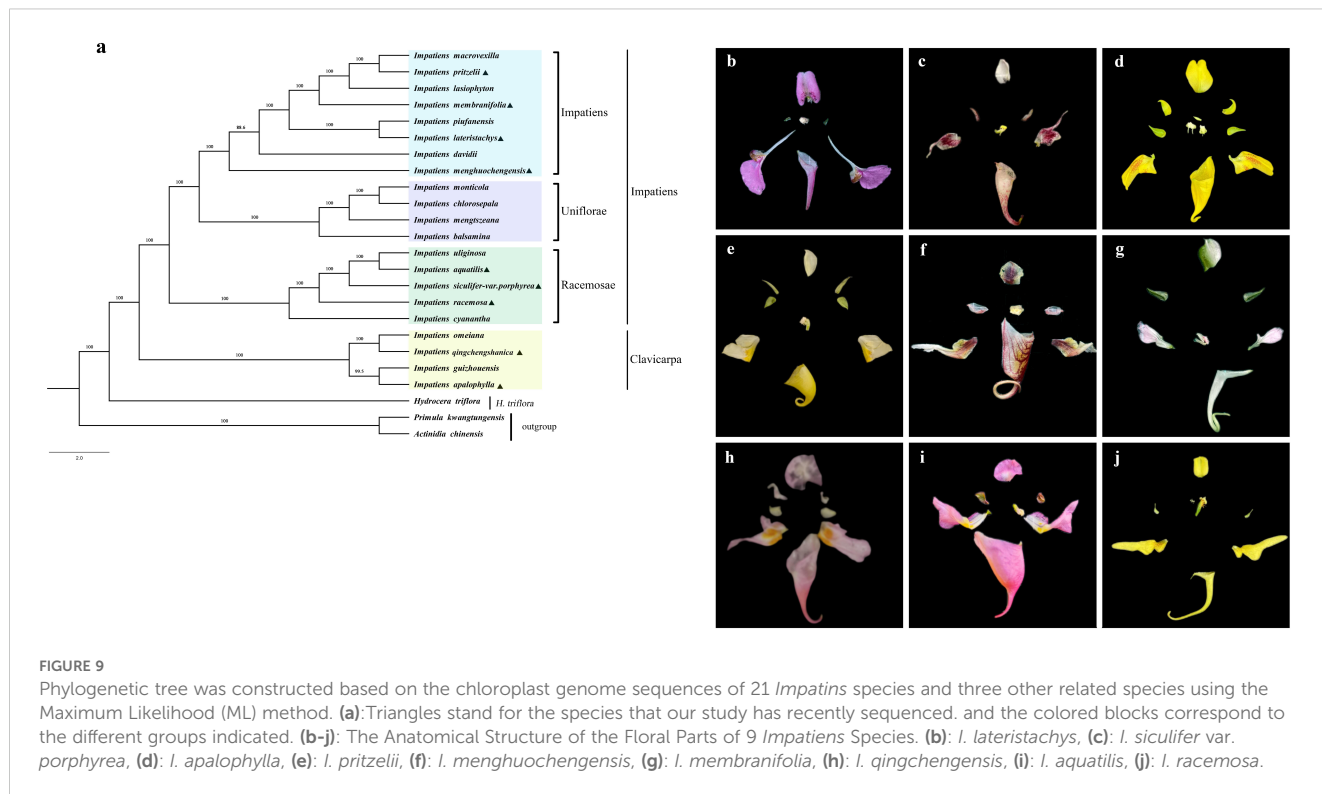 a
100
Impatiens macrovexilla
100
Impatiens pritzelii ▲
100
Impatiens lasiophyton
100
Impatiens membranifolia ▲
88.6
Impatiens piufanensis
100
Impatiens lateristachys ▲
Impatiens davidii
100
Impatiens menghuochengensis ▲
Impatiens
100
Impatiens monticola
100
Impatiens chlorosepala
100
Impatiens mengtszeana
100
Impatiens balsamina
Uniflorae
100
Impatiens uliginosa
100
Impatiens aquatilis ▲
100
Impatiens siculifer-var.porphyrea ▲
100
Impatiens racemosa ▲
100
Impatiens cyanantha
Racemosae
Impatiens
100
100
Impatiens omeiana
100
Impatiens qingchengshanica ▲
100
Impatiens guizhouensis
99.5
Impatiens apalophylla ▲
Clavicarpa
100
Hydrocera triflora
H. triflora
Primula kwangtungensis
100
Actinidia chinensis
outgroup
2.0
b
c
d
e
f
g
h
i
j
FIGURE 9
Phylogenetic tree was constructed based on the chloroplast genome sequences of 21 Impatins species and three other related species using the
Maximum Likelihood (ML) method. (a):Triangles stand for the species that our study has recently sequenced. and the colored blocks correspond to
the different groups indicated. (b-j): The Anatomical Structure of the Floral Parts of 9 Impatiens Species. (b): I. lateristachys, (c): I. siculifer var.
porphyrea, (d): I. apalophylla, (e): I. pritzelii, (f): I. menghuochengensis, (g): I. membranifolia, (h): I. qingchengensis, (i): I. aquatilis, (j): I. racemosa.